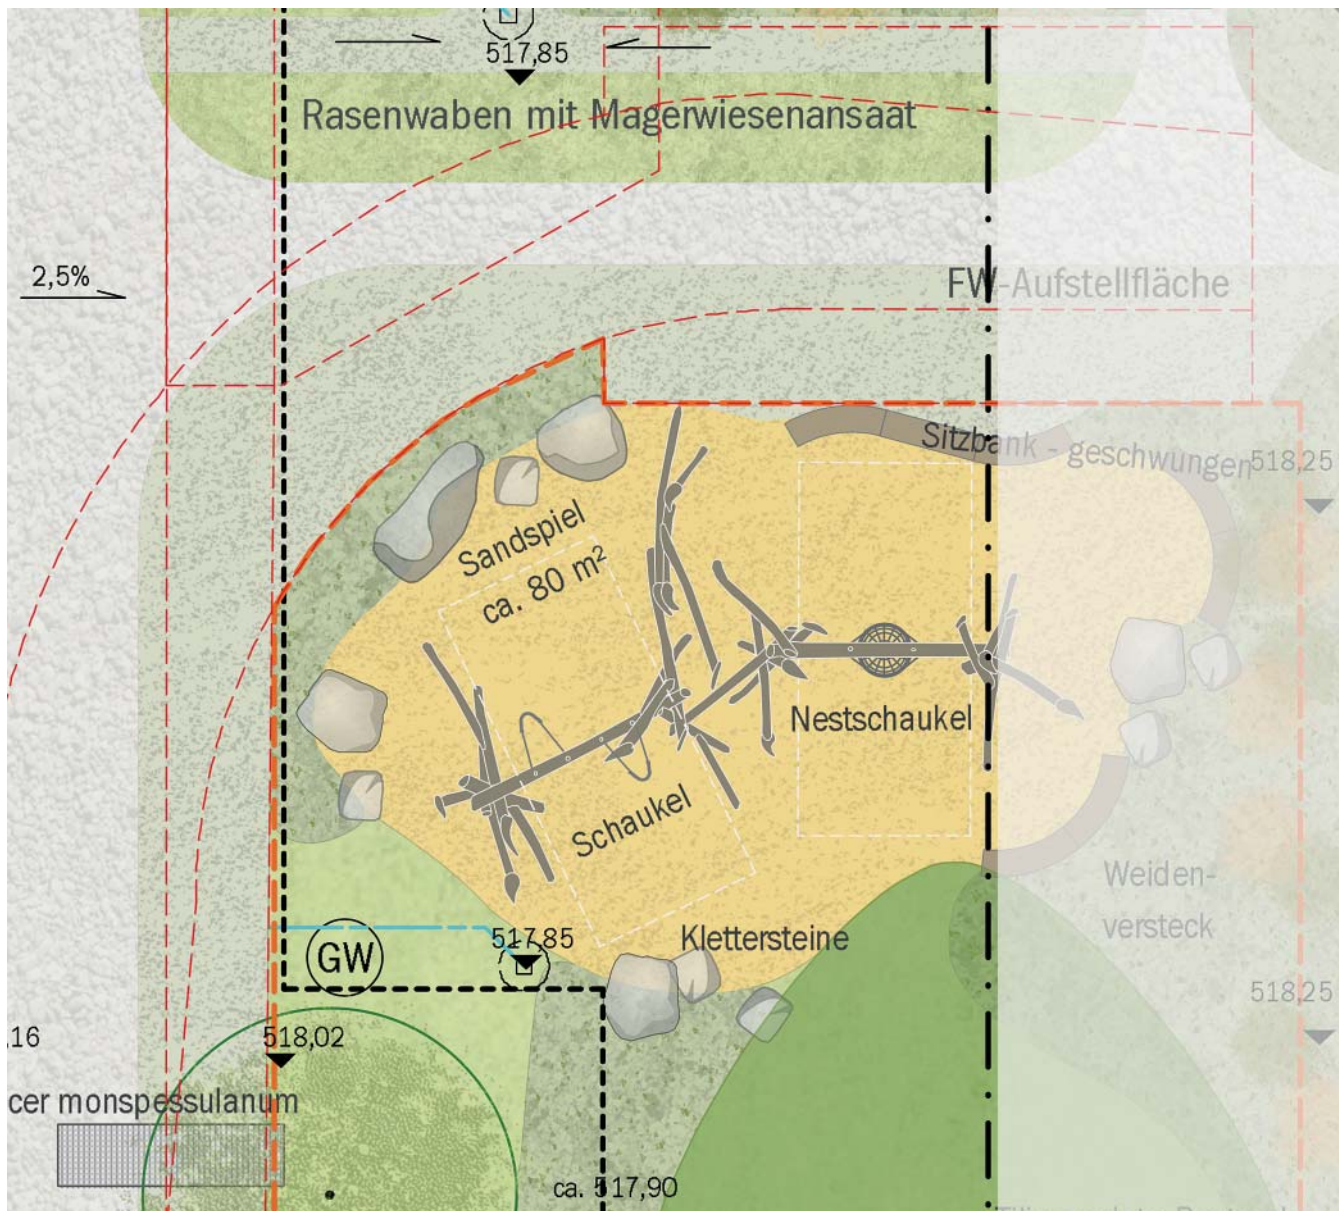 517,85
Rasenwaben mit Magerwiesenansaat
2,5%
FW-Aufstellfläche
Sitzbank - geschwungen
518,25
Sandspiel
ca. 80 m²
Nestschaukel
Schaukel
Weiden-
versteck
Klettersteine
517,85
GW
518,25
,16
518,02
cer monspessulanum
ca. 517,90